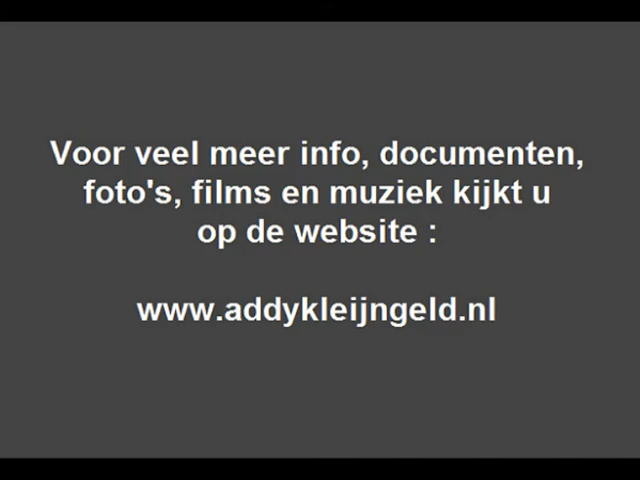 Voor veel meer info, documenten,
foto's, films en muziek kijkt u
op de website :
www.addykleijngeld.nl